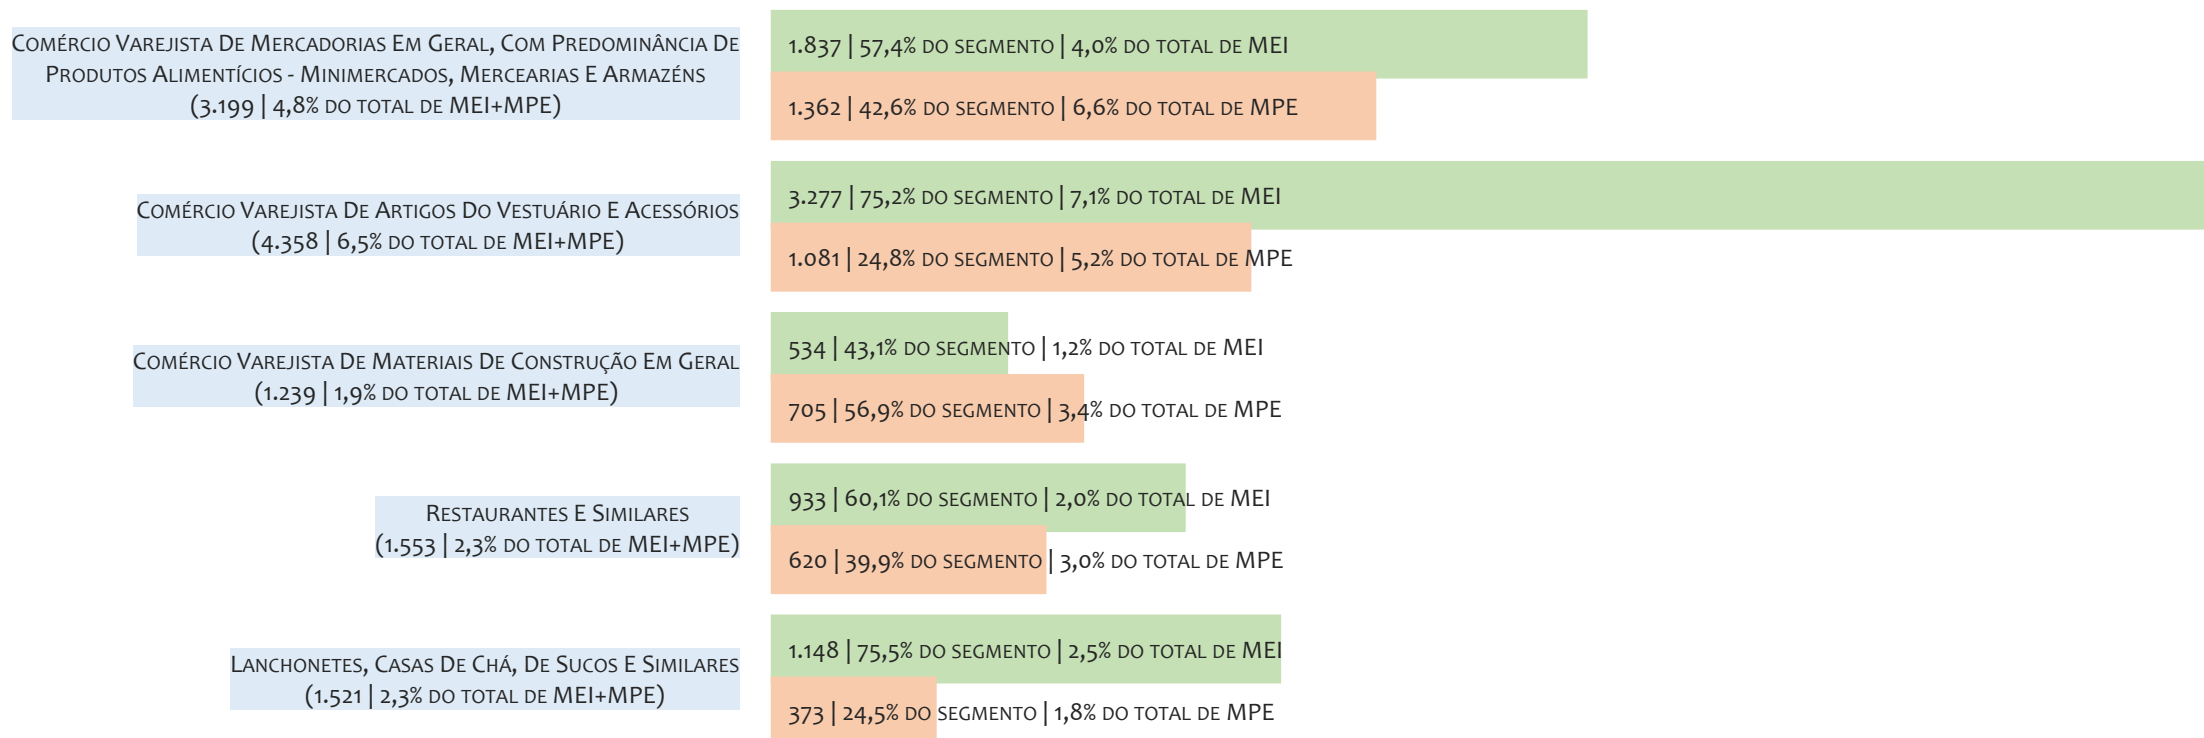 Comércio Varejista De Mercadorias Em Geral, Com Predominância De
Produtos Alimentícios - Minimercados, Mercearias E Armazéns
(3.199 | 4,8% do total de MEI+MPE)
1.837 | 57,4% do segmento | 4,0% do total de MEI
1.362 | 42,6% do segmento | 6,6% do total de MPE
Comércio Varejista De Artigos Do Vestuário E Acessórios
(4.358 | 6,5% do total de MEI+MPE)
3.277 | 75,2% do segmento | 7,1% do total de MEI
1.081 | 24,8% do segmento | 5,2% do total de MPE
Comércio Varejista De Materiais De Construção Em Geral
(1.239 | 1,9% do total de MEI+MPE)
534 | 43,1% do segmento | 1,2% do total de MEI
705 | 56,9% do segmento | 3,4% do total de MPE
Restaurantes E Similares
(1.553 | 2,3% do total de MEI+MPE)
933 | 60,1% do segmento | 2,0% do total de MEI
620 | 39,9% do segmento | 3,0% do total de MPE
Lanchonetes, Casas De Chá, De Sucos E Similares
(1.521 | 2,3% do total de MEI+MPE)
1.148 | 75,5% do segmento | 2,5% do total de MEI
373 | 24,5% do segmento | 1,8% do total de MPE